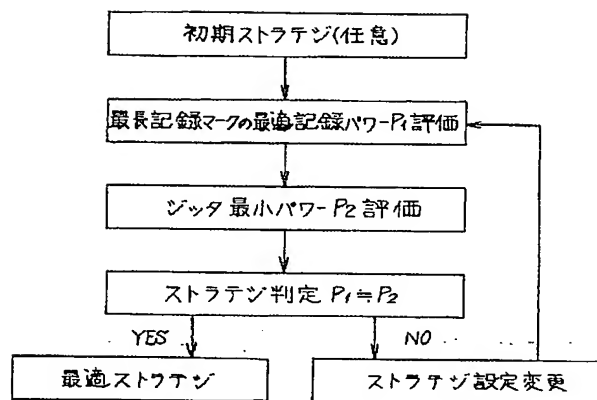 初期ストラテジ(任意)
最長記録マークの最適記録パワーP1評価
ジッタ最小パワーP2評価
ストラテジ判定 P1≒P2
YES
NO
最適ストラテジ
ストラテジ設定変更